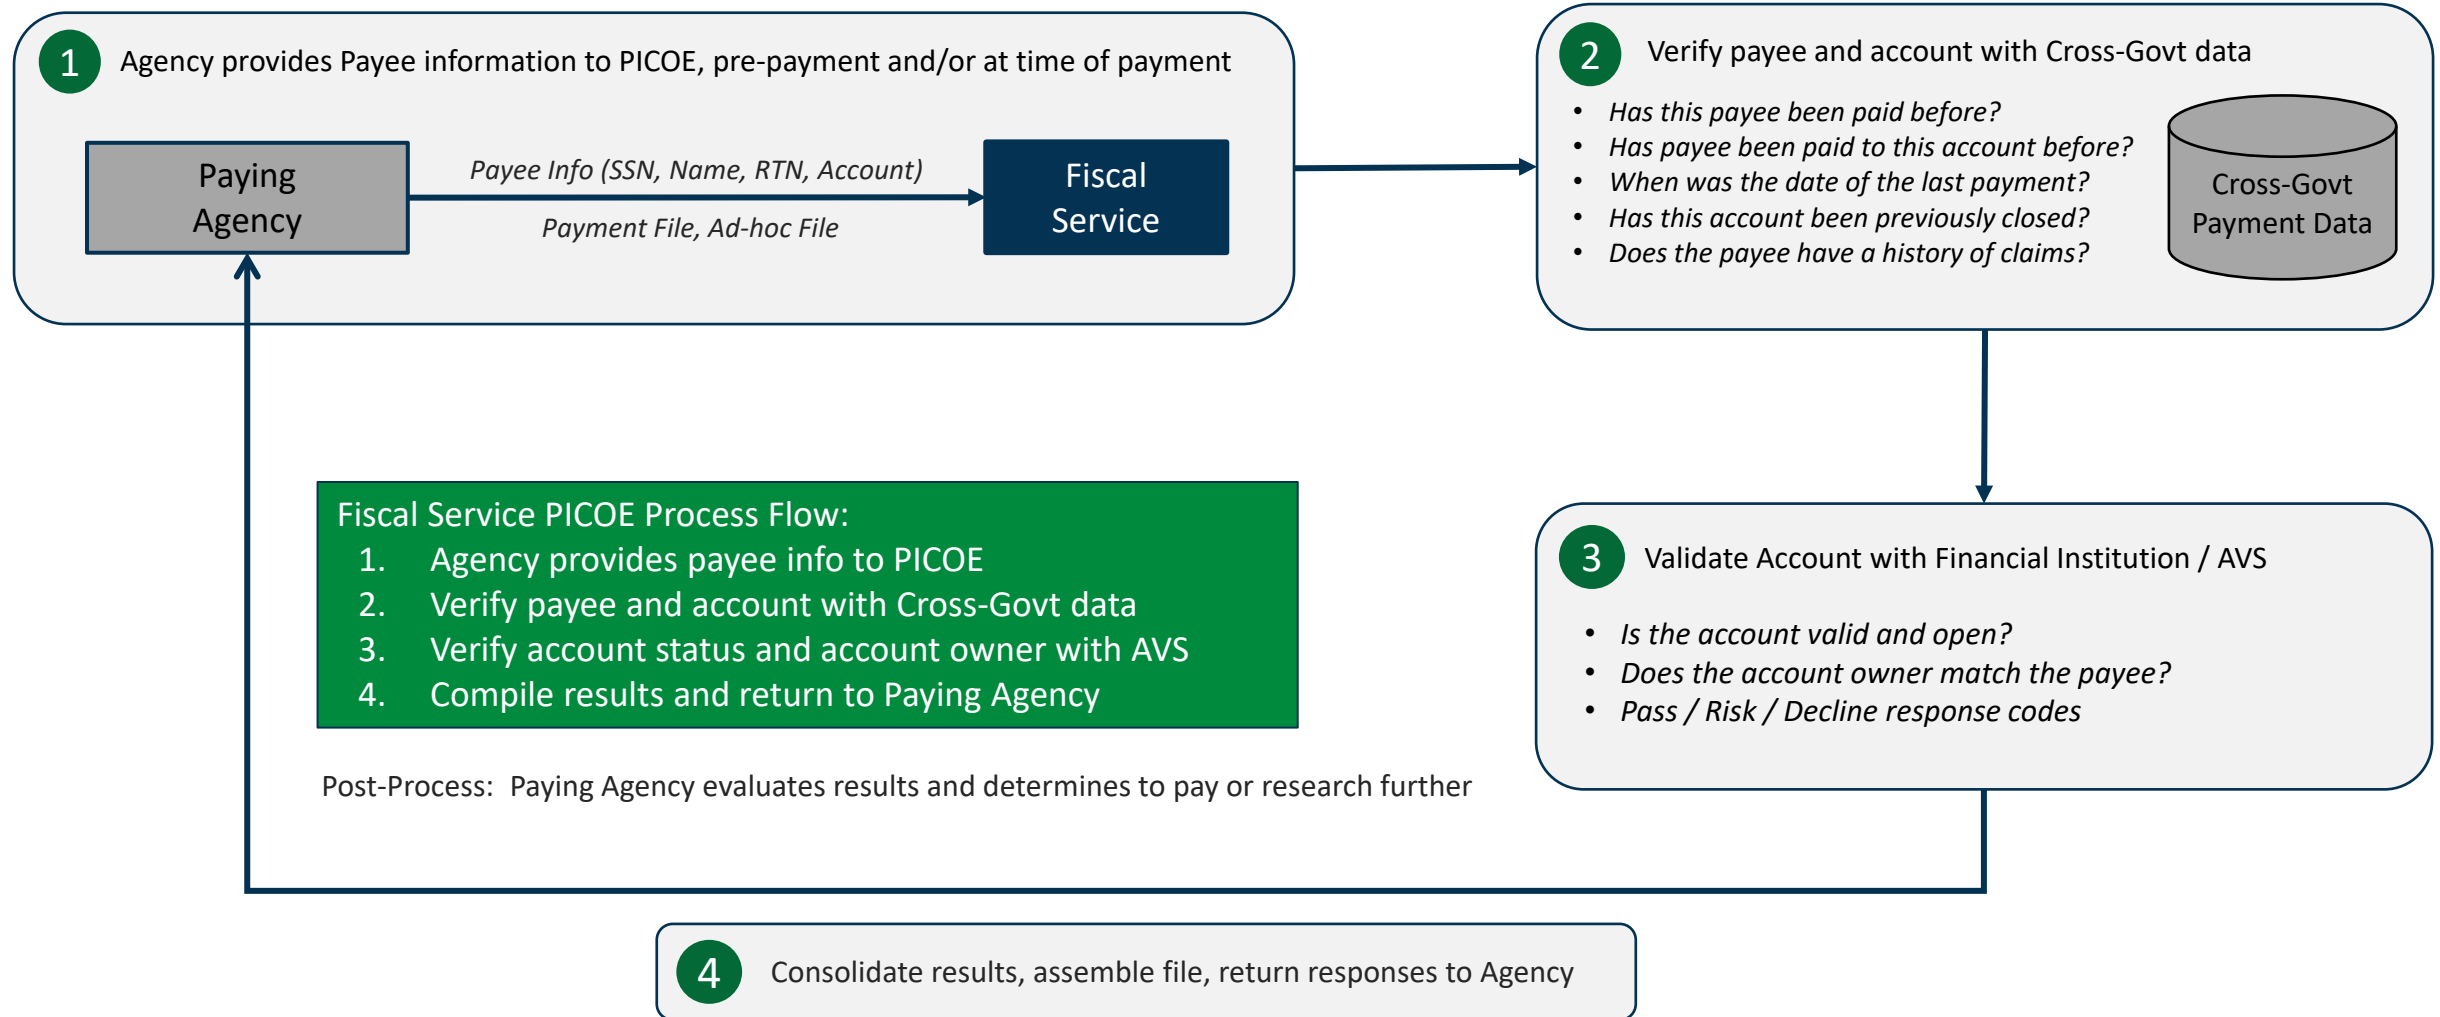 1
Agency provides Payee information to PICOE, pre-payment and/or at time of payment
Paying
Agency
Payee Info (SSN, Name, RTN, Account)
Payment File, Ad-hoc File
Fiscal
Service
2
Verify payee and account with Cross-Govt data
• Has this payee been paid before?
• Has payee been paid to this account before?
• When was the date of the last payment?
• Has this account been previously closed?
• Does the payee have a history of claims?
Cross-Govt
Payment Data
Fiscal Service PICOE Process Flow:
1. Agency provides payee info to PICOE
2. Verify payee and account with Cross-Govt data
3. Verify account status and account owner with AVS
4. Compile results and return to Paying Agency
Post-Process: Paying Agency evaluates results and determines to pay or research further
3
Validate Account with Financial Institution / AVS
• Is the account valid and open?
• Does the account owner match the payee?
• Pass / Risk / Decline response codes
4
Consolidate results, assemble file, return responses to Agency